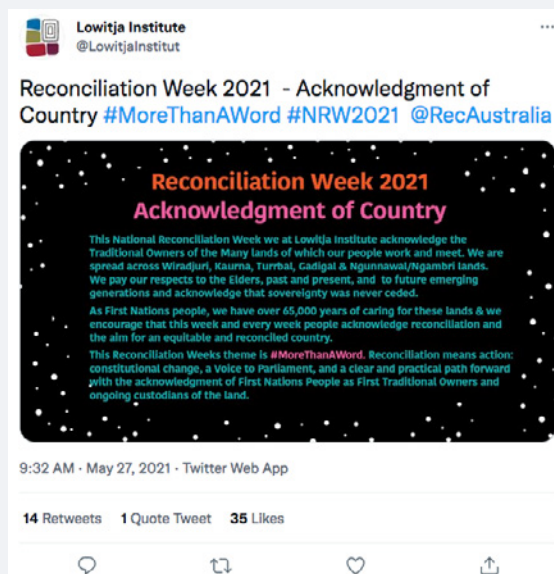 Lowitja Institute
@LowitjaInstitut
Reconciliation Week 2021 - Acknowledgment of
Country #MoreThanAWord #NRW2021 @RecAustralia
Reconciliation Week 2021
Acknowledgment of Country
This National Reconciliation Week we at Lowitja Institute acknowledge the
Traditional Owners of the Many lands of which our people work and meet. We are
spread across Wiradjuri, Kaurna, Turrbal, Gadigal & Ngunnawal/Ngambri lands.
We pay our respects to the Elders, past and present, and to future emerging
generations and acknowledge that sovereignty was never ceded.
As First Nations people, we have over 65,000 years of caring for these lands & we
encourage that this week and every week people acknowledge reconciliation and
the aim for an equitable and reconciled country.
This Reconciliation Weeks theme is #MoreThanAWord. Reconciliation means action:
constitutional change, a Voice to Parliament, and a clear and practical path forward
with the acknowledgment of First Nations People as First Traditional Owners and
ongoing custodians of the land.
9:32 AM · May 27, 2021 · Twitter Web App
14 Retweets 1 Quote Tweet 35 Likes